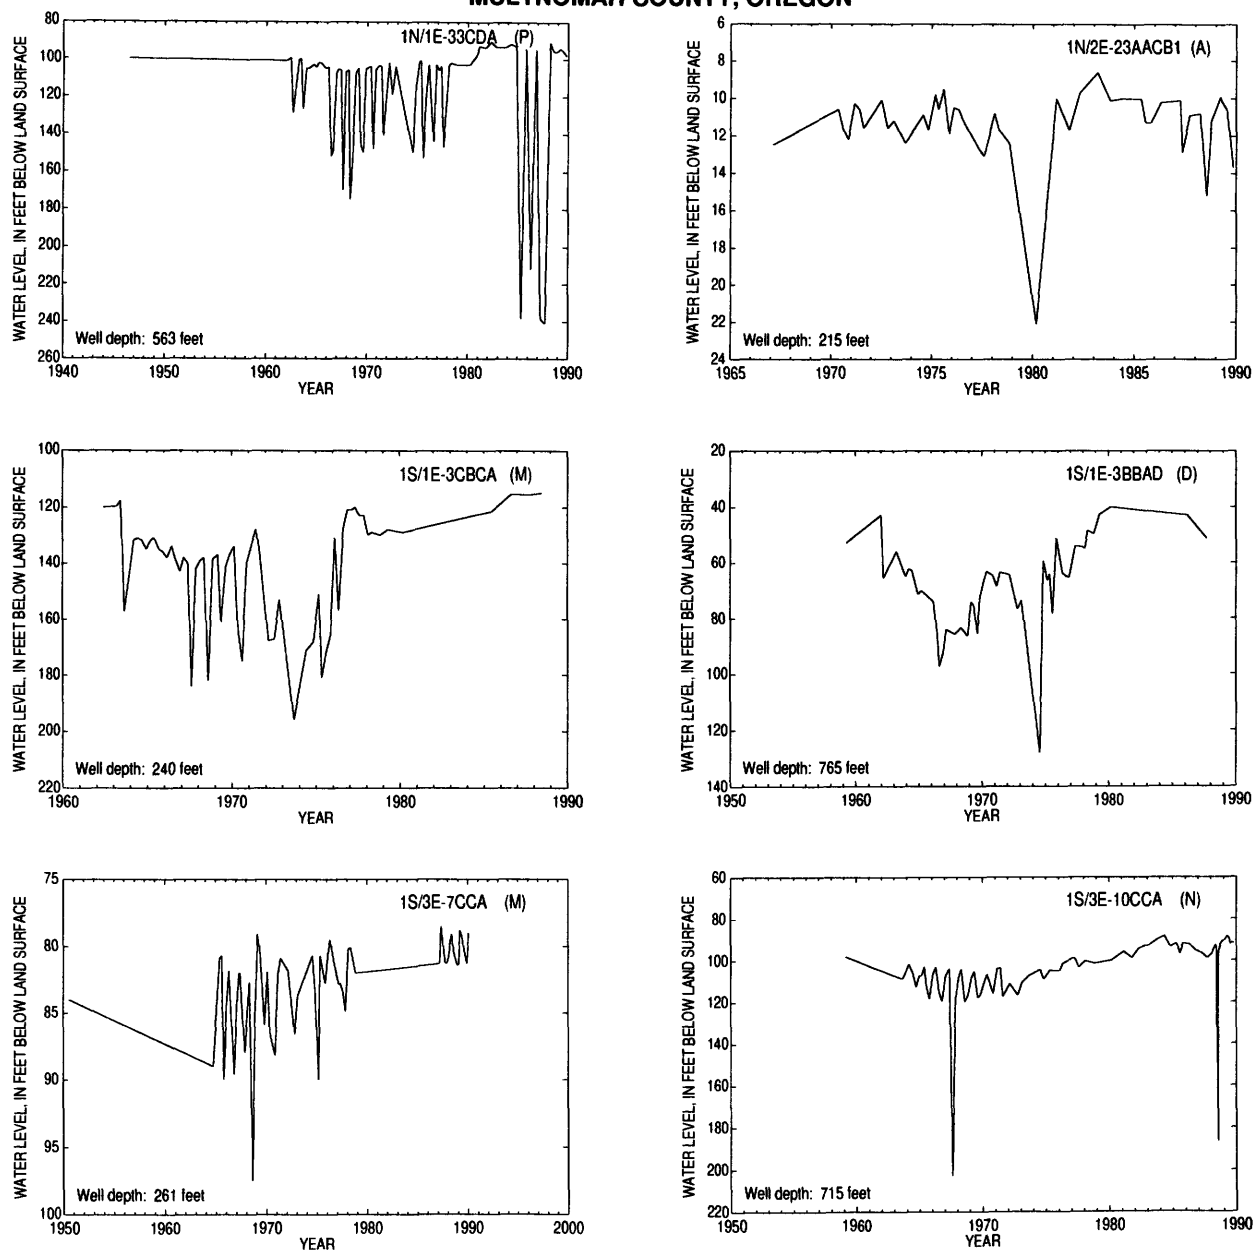 COUNTY, OREGON
1N/1E-33CDA (P)
WATER LEVEL, IN FEET BELOW LAND SURFACE
80
100
120
140
160
180
200
220
240
260
Well depth: 563 feet
1940 1950 1960 1970 1980 1990
YEAR
1N/2E-23AACB1 (A)
WATER LEVEL, IN FEET BELOW LAND SURFACE
6
8
10
12
14
16
18
20
22
24
Well depth: 215 feet
1965 1970 1975 1980 1985 1990
YEAR
1S/1E-3CBCA (M)
WATER LEVEL, IN FEET BELOW LAND SURFACE
100
120
140
160
180
200
220
Well depth: 240 feet
1960 1970 1980 1990
YEAR
1S/1E-3BBAD (D)
WATER LEVEL, IN FEET BELOW LAND SURFACE
20
40
60
80
100
120
140
Well depth: 765 feet
1950 1960 1970 1980 1990
YEAR
1S/3E-7CCA (M)
WATER LEVEL, IN FEET BELOW LAND SURFACE
75
80
85
90
95
100
Well depth: 261 feet
1950 1960 1970 1980 1990 2000
YEAR
1S/3E-10CCA (N)
WATER LEVEL, IN FEET BELOW LAND SURFACE
60
80
100
120
140
160
180
200
220
Well depth: 715 feet
1950 1960 1970 1980 1990
YEAR